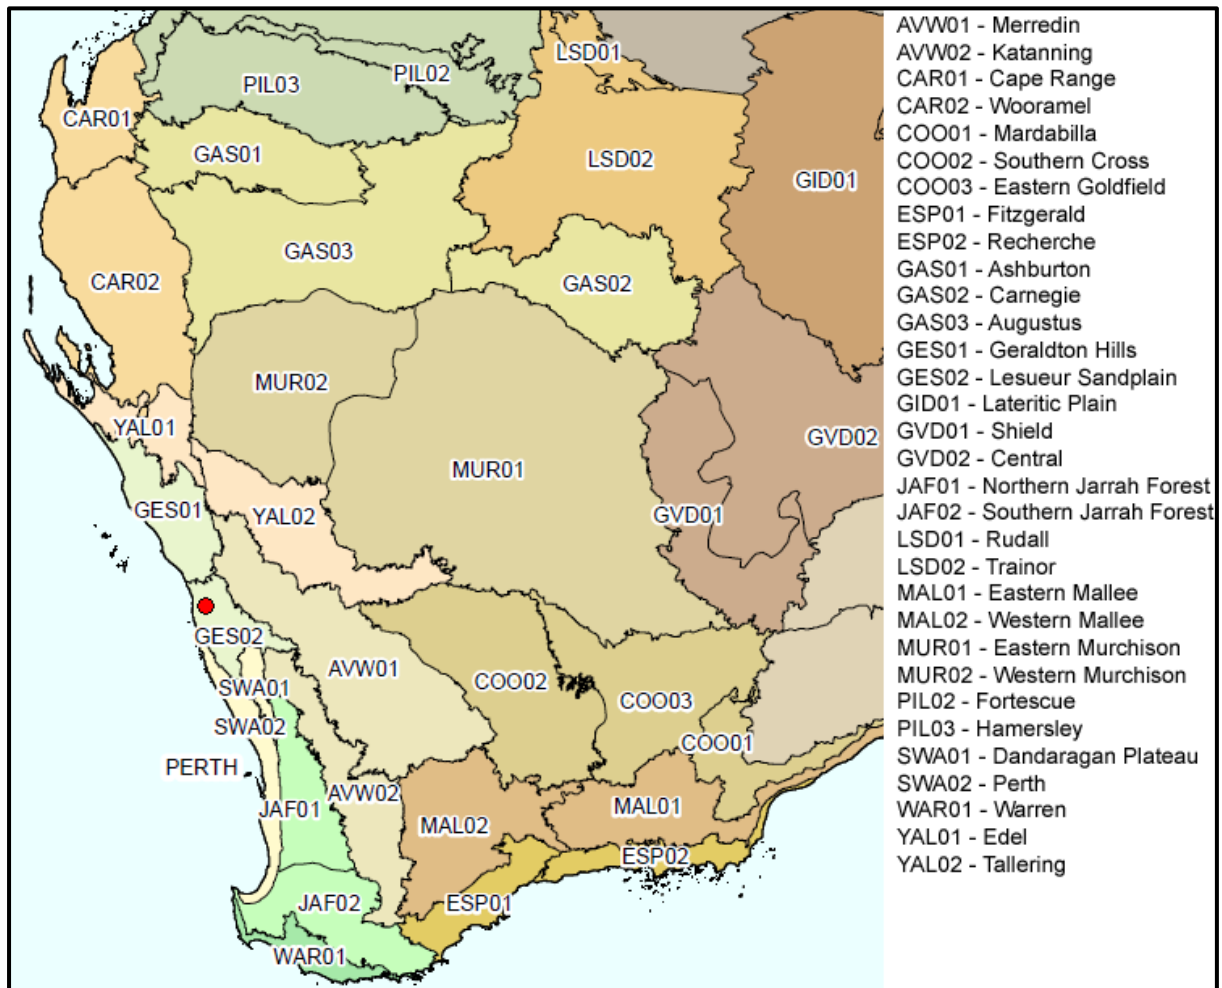 LSD01
PIL02
PIL03
CAR01
GAS01
LSD02
GID01
GAS03
CAR02
GAS02
MUR02
YAL01
GVD02
MUR01
GES01
YAL02
GVD01
GES02
AVW01
COO02
SWA01
COO03
SWA02
COO01
PERTH
AVW02
JAF01
MAL01
MAL02
ESP02
JAF02
ESP01
WAR01
AVW01 - Merredin
AVW02 - Katanning
CAR01 - Cape Range
CAR02 - Wooramel
COO01 - Mardabilla
COO02 - Southern Cross
COO03 - Eastern Goldfield
ESP01 - Fitzgerald
ESP02 - Recherche
GAS01 - Ashburton
GAS02 - Carnegie
GAS03 - Augustus
GES01 - Geraldton Hills
GES02 - Lesueur Sandplain
GID01 - Lateritic Plain
GVD01 - Shield
GVD02 - Central
JAF01 - Northern Jarrah Forest
JAF02 - Southern Jarrah Forest
LSD01 - Rudall
LSD02 - Trainor
MAL01 - Eastern Mallee
MAL02 - Western Mallee
MUR01 - Eastern Murchison
MUR02 - Western Murchison
PIL02 - Fortescue
PIL03 - Hamersley
SWA01 - Dandaragan Plateau
SWA02 - Perth
WAR01 - Warren
YAL01 - Edel
YAL02 - Tallering